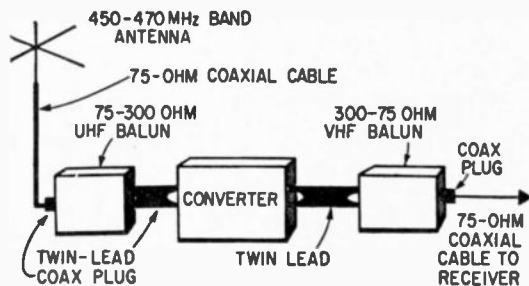 450-470 MHz BAND
ANTENNA
75-OHM COAXIAL CABLE
75-300 OHM
UHF BALUN
300-75 OHM
VHF BALUN
COAX
PLUG
CONVERTER
TWIN-LEAD
COAX PLUG
TWIN LEAD
75-OHM
COAXIAL
CABLE TO
RECEIVER